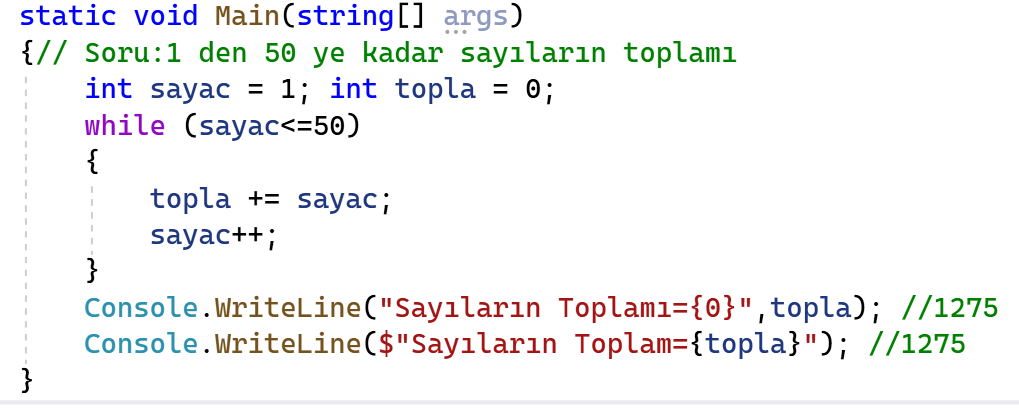 static void Main(string[] args)
{// Soru:1 den 50 ye kadar sayıların toplamı
int sayac = 1; int topla = 0;
while (sayac<=50)
{
topla += sayac;
sayac++;
}
Console.WriteLine("Sayıların Toplamı={0}",topla); //1275
Console.WriteLine($"Sayıların Toplam={topla}"); //1275
}